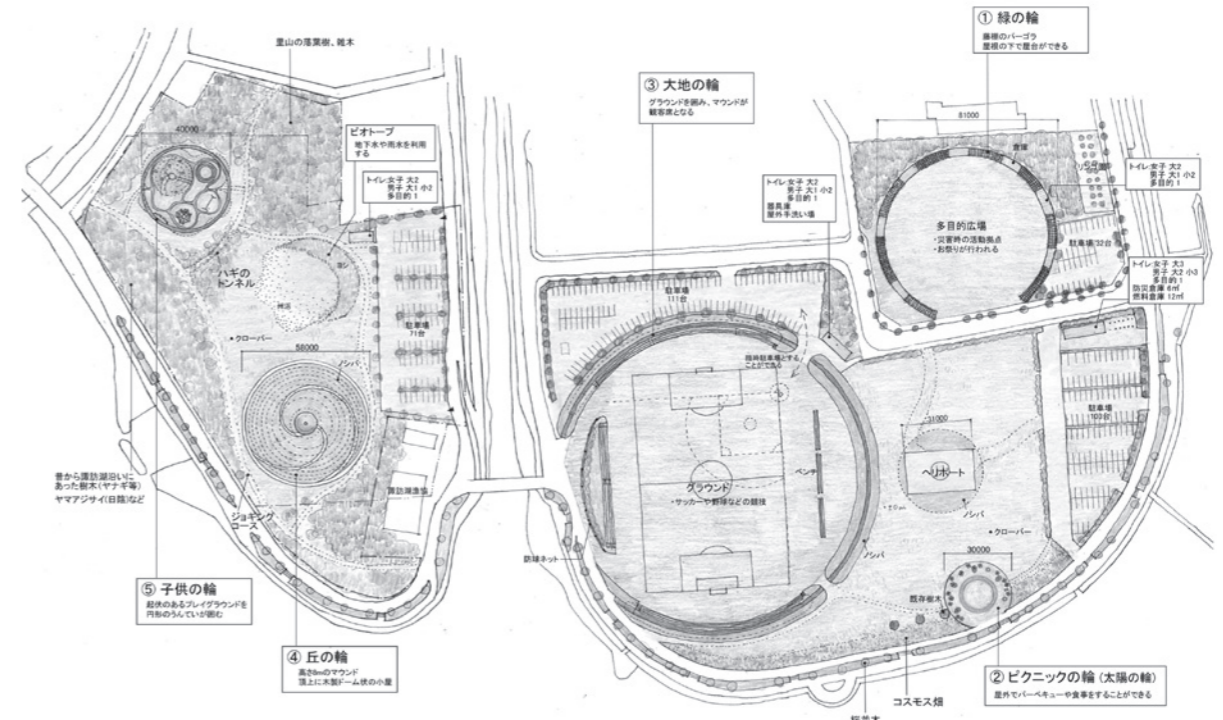 ① 緑の輪
藤棚のパーゴラ
屋根の下で屋台ができる
里山の落葉樹、雑木
③ 大地の輪
グラウンドを囲み、マウンドが
観客席となる
81000
倉庫
40000
ビオトープ
地下水や雨水を利用
する
トイレ:女子 大2
男子 大1 小2
多目的 1
トイレ:女子 大2
男子 大1 小2
多目的 1
器具庫
屋外手洗い場
トイレ:女子 大2
男子 大1 小2
多目的 1
多目的広場
・災害時の活動拠点
・お祭りが行われる
駐車場 32台
トイレ:女子 大3
男子 大2 小3
多目的 1
防災倉庫 6㎡
燃料倉庫 12㎡
ハギの
トンネル
ヨシ
・クローバー
58000
ノシバ
駐車場
71台
駐車場
111台
臨時駐車場とする
ことができる
駐車場
103台
31000
ヘリポート
ベンチ
グラウンド
・サッカーや野球などの競技
ノシバ
・クローバー
ノシバ
30000
昔から諏訪湖沿いに
あった樹木(ヤナギ等)
ヤマアジサイ(日陰)など
諏訪湖漁協
ジョギング
コース
防球ネット
既存樹木
⑤ 子供の輪
起伏のあるプレイグラウンドを
円形のうんていが囲む
④ 丘の輪
高さ8mのマウンド
頂上に木製ドーム状の小屋
② ピクニックの輪 (太陽の輪)
屋外でバーベキューや食事をすることができる
コスモス畑
桜並木